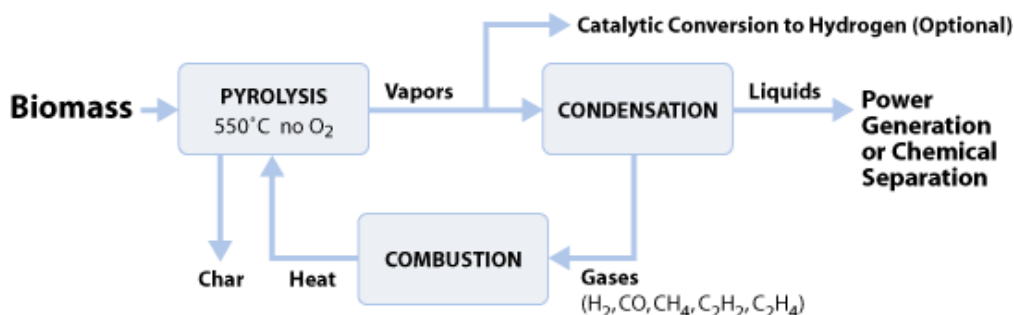 Catalytic Conversion to Hydrogen (Optional)
Biomass
PYROLYSIS
550˚C no O₂
Vapors
CONDENSATION
Liquids
Power
Generation
or Chemical
Separation
Char
Heat
COMBUSTION
Gases
(H₂,CO,CH₄,C₂H₂,C₂H₄)